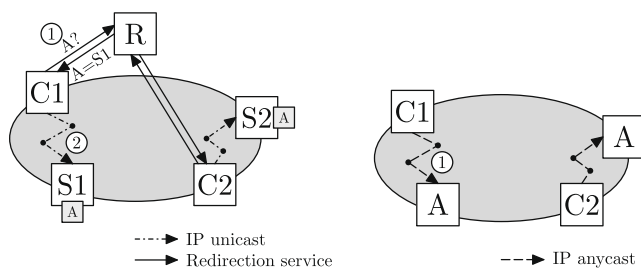 1
A?
R
A=S1
C1
S2
A
2
S1
A
C2
IP unicast
Redirection service
C1
A
1
A
C2
IP anycast